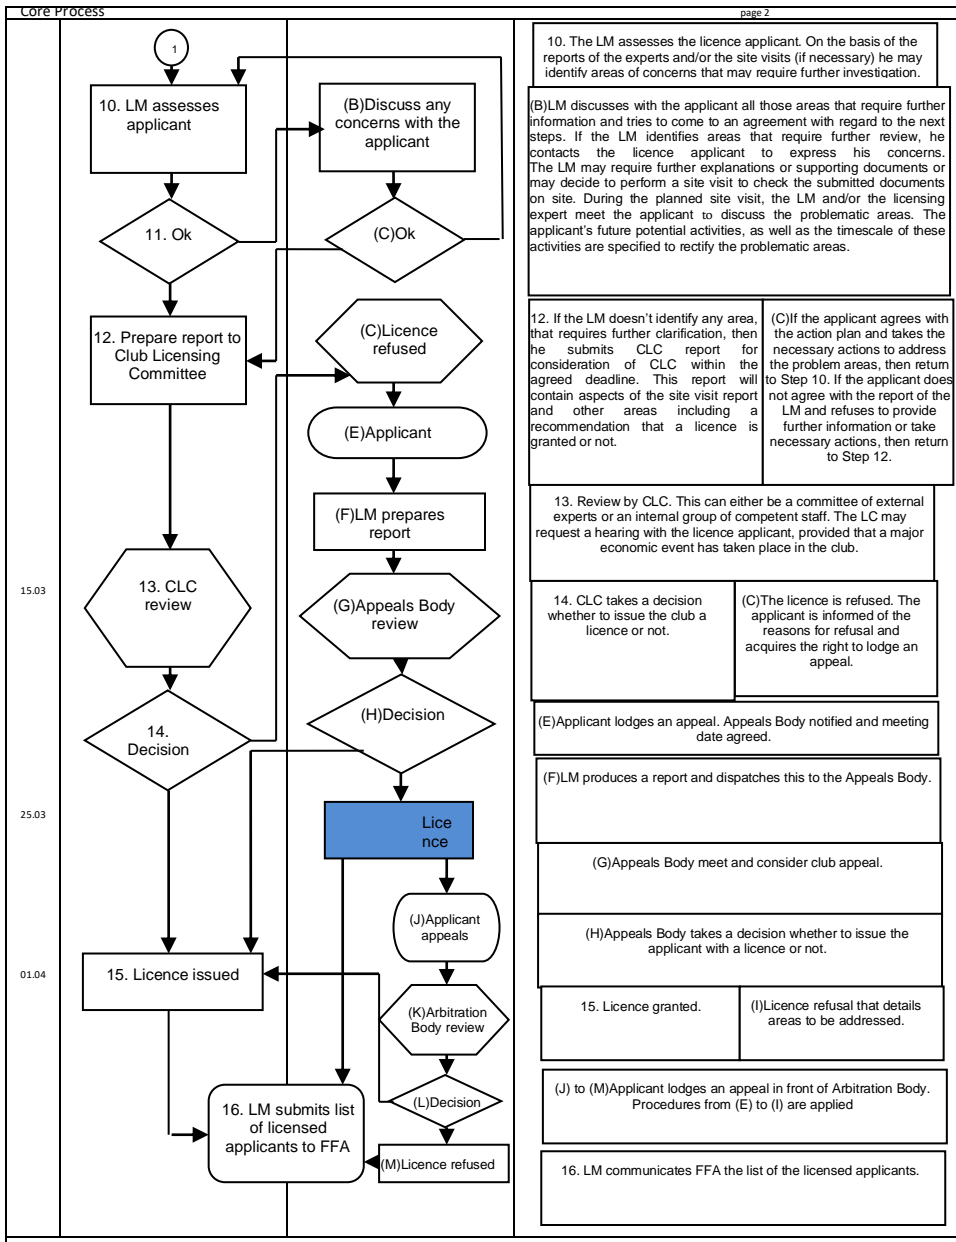 Core Process
page 2
1
10. LM assesses
applicant
(B)Discuss any
concerns with the
applicant
11. Ok
(C)Ok
12. Prepare report to
Club Licensing
Committee
(C)Licence
refused
(E)Applicant
(F)LM prepares
report
15.03
13. CLC
review
(G)Appeals Body
review
14.
Decision
(H)Decision
25.03
Lice
nce
(J)Applicant
appeals
01.04
15. Licence issued
(K)Arbitration
Body review
(L)Decision
16. LM submits list
of licensed
applicants to FFA
(M)Licence refused
10. The LM assesses the licence applicant. On the basis of the
reports of the experts and/or the site visits (if necessary) he may
identify areas of concerns that may require further investigation.
(B)LM discusses with the applicant all those areas that require further
information and tries to come to an agreement with regard to the next
steps. If the LM identifies areas that require further review, he
contacts the licence applicant to express his concerns.
The LM may require further explanations or supporting documents or
may decide to perform a site visit to check the submitted documents
on site. During the planned site visit, the LM and/or the licensing
expert meet the applicant to discuss the problematic areas. The
applicant's future potential activities, as well as the timescale of these
activities are specified to rectify the problematic areas.
12. If the LM doesn't identify any area,
that requires further clarification, then
he submits CLC report for
consideration of CLC within the
agreed deadline. This report will
contain aspects of the site visit report
and other areas including a
recommendation that a licence is
granted or not.
(C)If the applicant agrees with
the action plan and takes the
necessary actions to address
the problem areas, then return
to Step 10. If the applicant does
not agree with the report of the
LM and refuses to provide
further information or take
necessary actions, then return
to Step 12.
13. Review by CLC. This can either be a committee of external
experts or an internal group of competent staff. The LC may
request a hearing with the licence applicant, provided that a major
economic event has taken place in the club.
14. CLC takes a decision
whether to issue the club a
licence or not.
(C)The licence is refused. The
applicant is informed of the
reasons for refusal and
acquires the right to lodge an
appeal.
(E)Applicant lodges an appeal. Appeals Body notified and meeting
date agreed.
(F)LM produces a report and dispatches this to the Appeals Body.
(G)Appeals Body meet and consider club appeal.
(H)Appeals Body takes a decision whether to issue the
applicant with a licence or not.
15. Licence granted.
(I)Licence refusal that details
areas to be addressed.
(J) to (M)Applicant lodges an appeal in front of Arbitration Body.
Procedures from (E) to (I) are applied
16. LM communicates FFA the list of the licensed applicants.